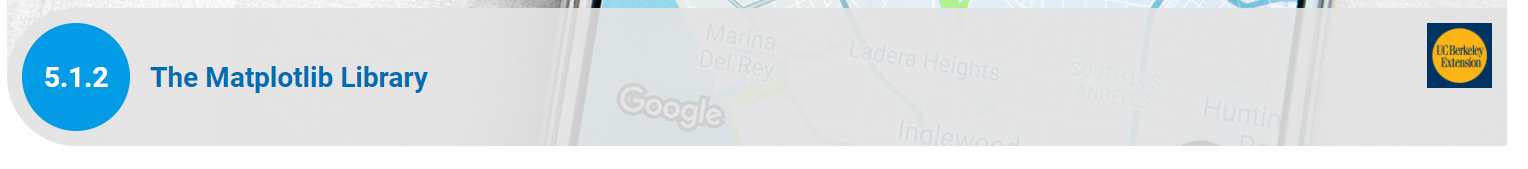 5.1.2
The Matplotlib Library
Marina
Del Rey
Ladera Heights
SOUTH LOS
ANGELES
Google
Inglewood
Huntin
UC Berkeley
Extension